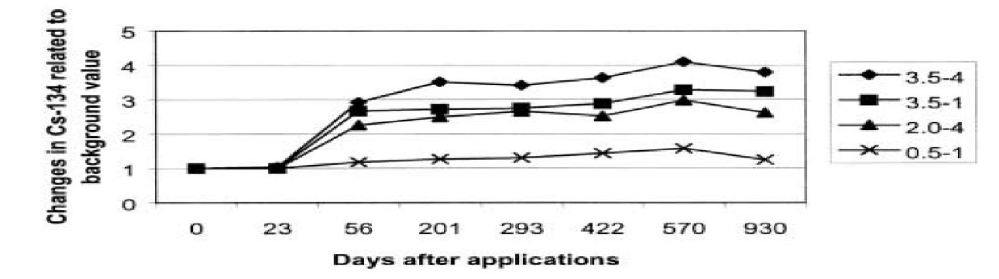 Changes in Cs-134 related to
background value
5
4
3
2
1
0
0 23 56 201 293 422 570 930
Days after applications
3.5-4
3.5-1
2.0-4
0.5-1